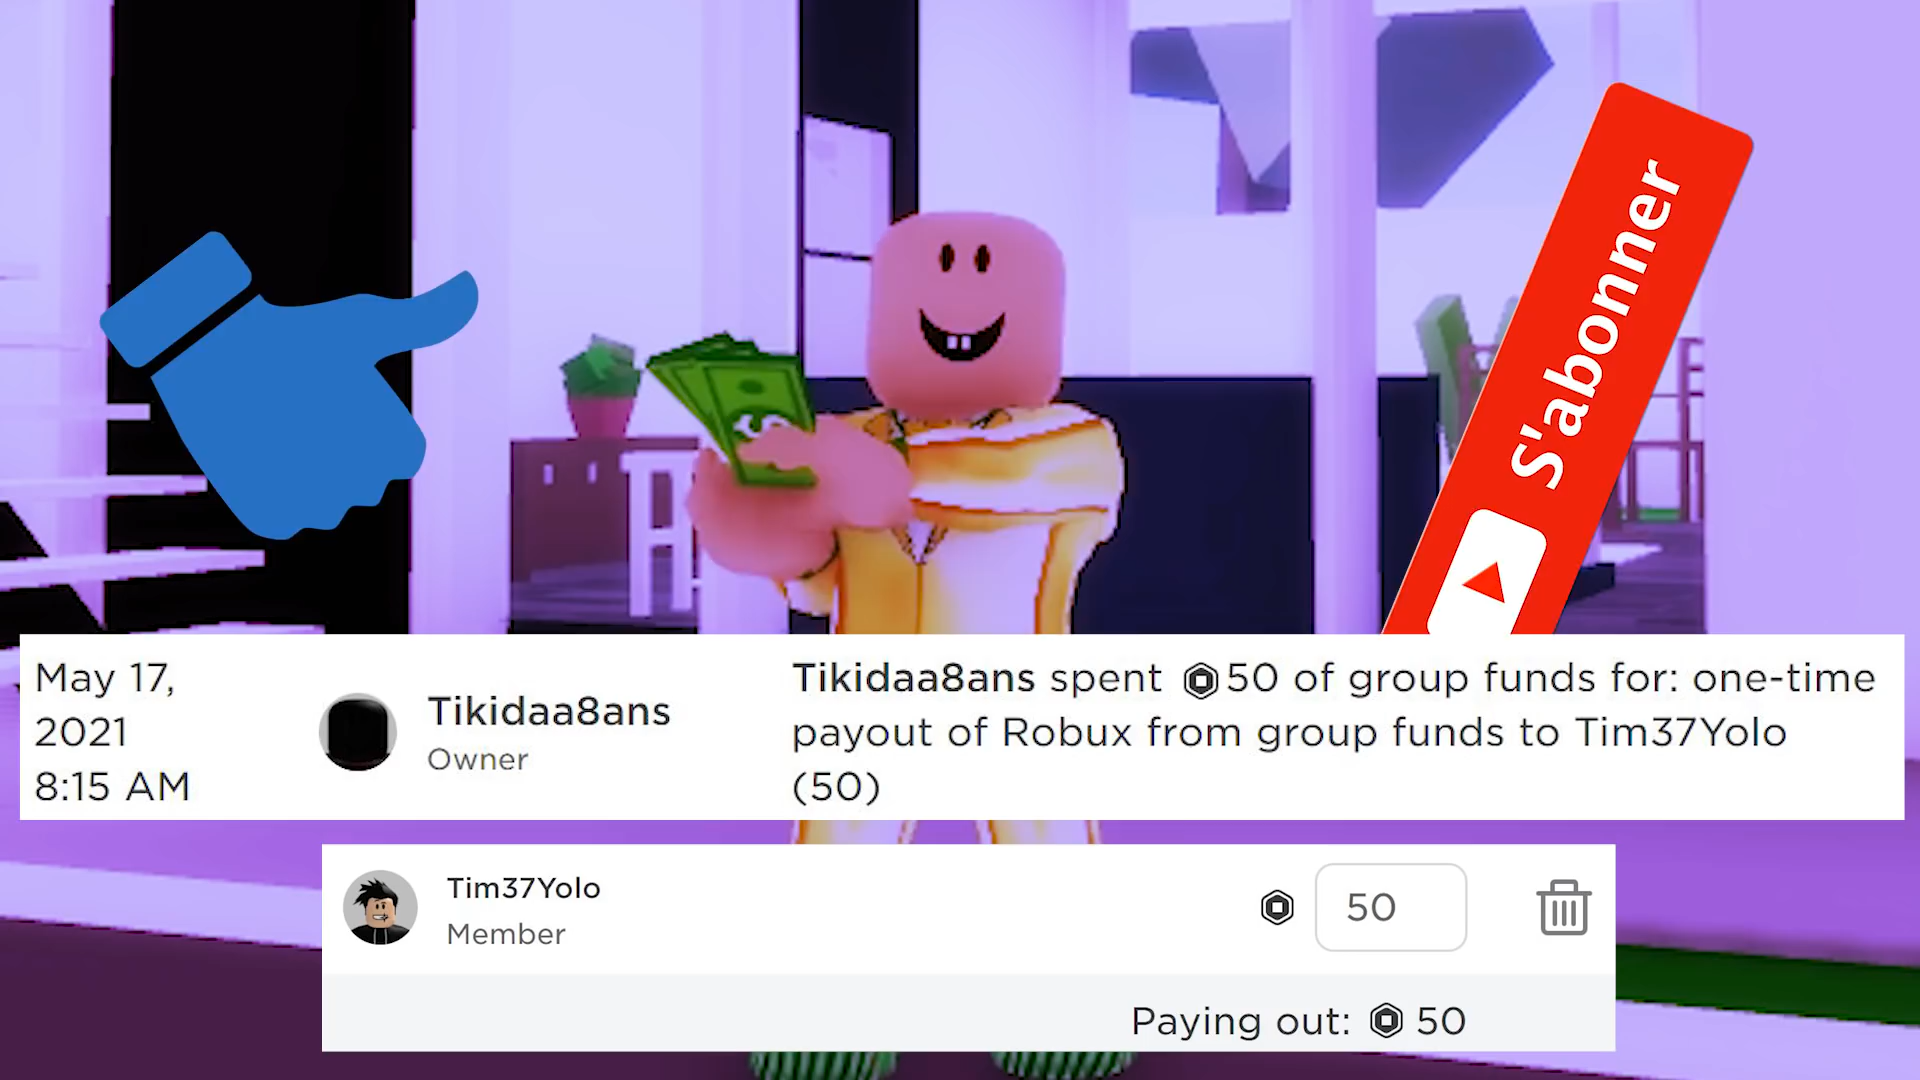 S'abonner
May 17,
2021
8:15 AM
Tikidaa8ans
Owner
Tikidaa8ans spent 50 of group funds for: one-time
payout of Robux from group funds to Tim37Yolo
(50)
Tim37Yolo
Member
50
Paying out: 50